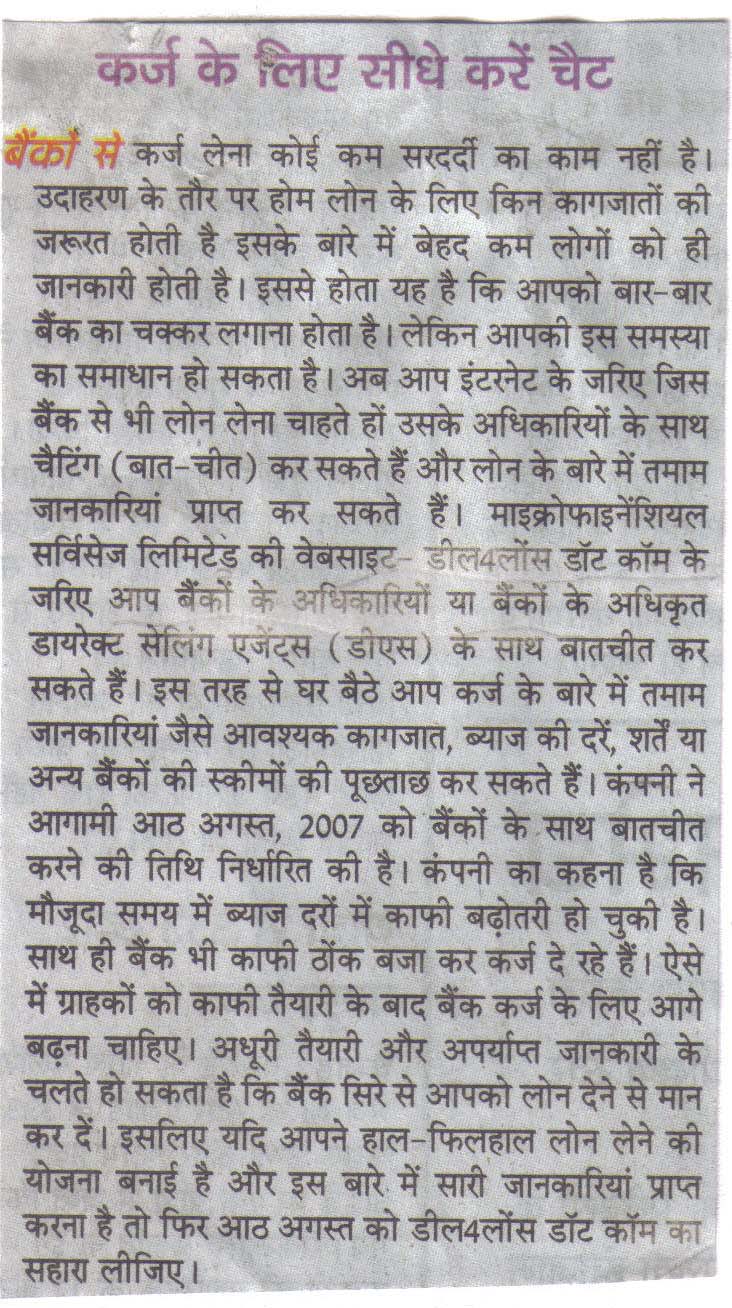 कर्ज के लिए सीधे करें चैट
बैंकों से कर्ज लेना कोई कम सरदर्दी का काम नहीं है।
उदाहरण के तौर पर होम लोन के लिए किन कागजातों की
जरूरत होती है इसके बारे में बेहद कम लोगों को ही
जानकारी होती है। इससे होता यह है कि आपको बार-बार
बैंक का चक्कर लगाना होता है। लेकिन आपकी इस समस्या
का समाधान हो सकता है। अब आप इंटरनेट के जरिए जिस
बैंक से भी लोन लेना चाहते हों उसके अधिकारियों के साथ
चैटिंग (बात-चीत) कर सकते हैं और लोन के बारे में तमाम
जानकारियां प्राप्त कर सकते हैं। माइक्रोफाइनेंशियल
सर्विसेज लिमिटेड की वेबसाइट- डील4लोंस डॉट कॉम के
जरिए आप बैंकों के अधिकारियों या बैंकों के अधिकृत
डायरेक्ट सेलिंग एजेंट्स (डीएस) के साथ बातचीत कर
सकते हैं। इस तरह से घर बैठे आप कर्ज के बारे में तमाम
जानकारियां जैसे आवश्यक कागजात, ब्याज की दरें, शर्तें या
अन्य बैंकों की स्कीमों की पूछताछ कर सकते हैं। कंपनी ने
आगामी आठ अगस्त, 2007 को बैंकों के साथ बातचीत
करने की तिथि निर्धारित की है। कंपनी का कहना है कि
मौजूदा समय में ब्याज दरों में काफी बढ़ोतरी हो चुकी है।
साथ ही बैंक भी काफी ठोंक बजा कर कर्ज दे रहे हैं। ऐसे
में ग्राहकों को काफी तैयारी के बाद बैंक कर्ज के लिए आगे
बढ़ना चाहिए। अधूरी तैयारी और अपर्याप्त जानकारी के
चलते हो सकता है कि बैंक सिरे से आपको लोन देने से मान
कर दें। इसलिए यदि आपने हाल-फिलहाल लोन लेने की
योजना बनाई है और इस बारे में सारी जानकारियां प्राप्त
करना है तो फिर आठ अगस्त को डील4लोंस डॉट कॉम का
सहारा लीजिए।